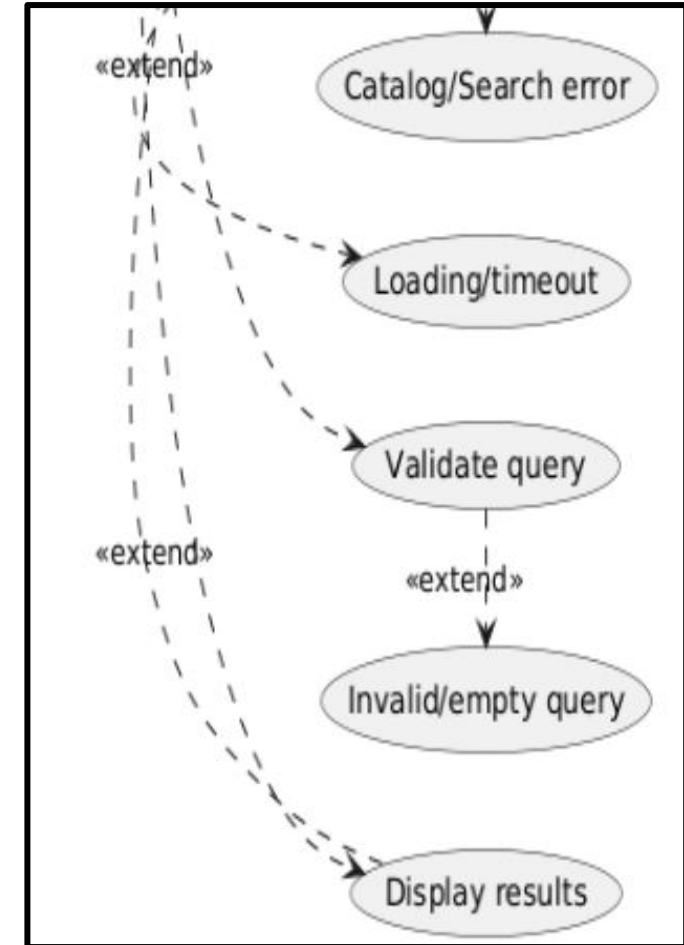 «extend»
Catalog/Search error
Loading/timeout
Validate query
«extend»
«extend»
Invalid/empty query
Display results